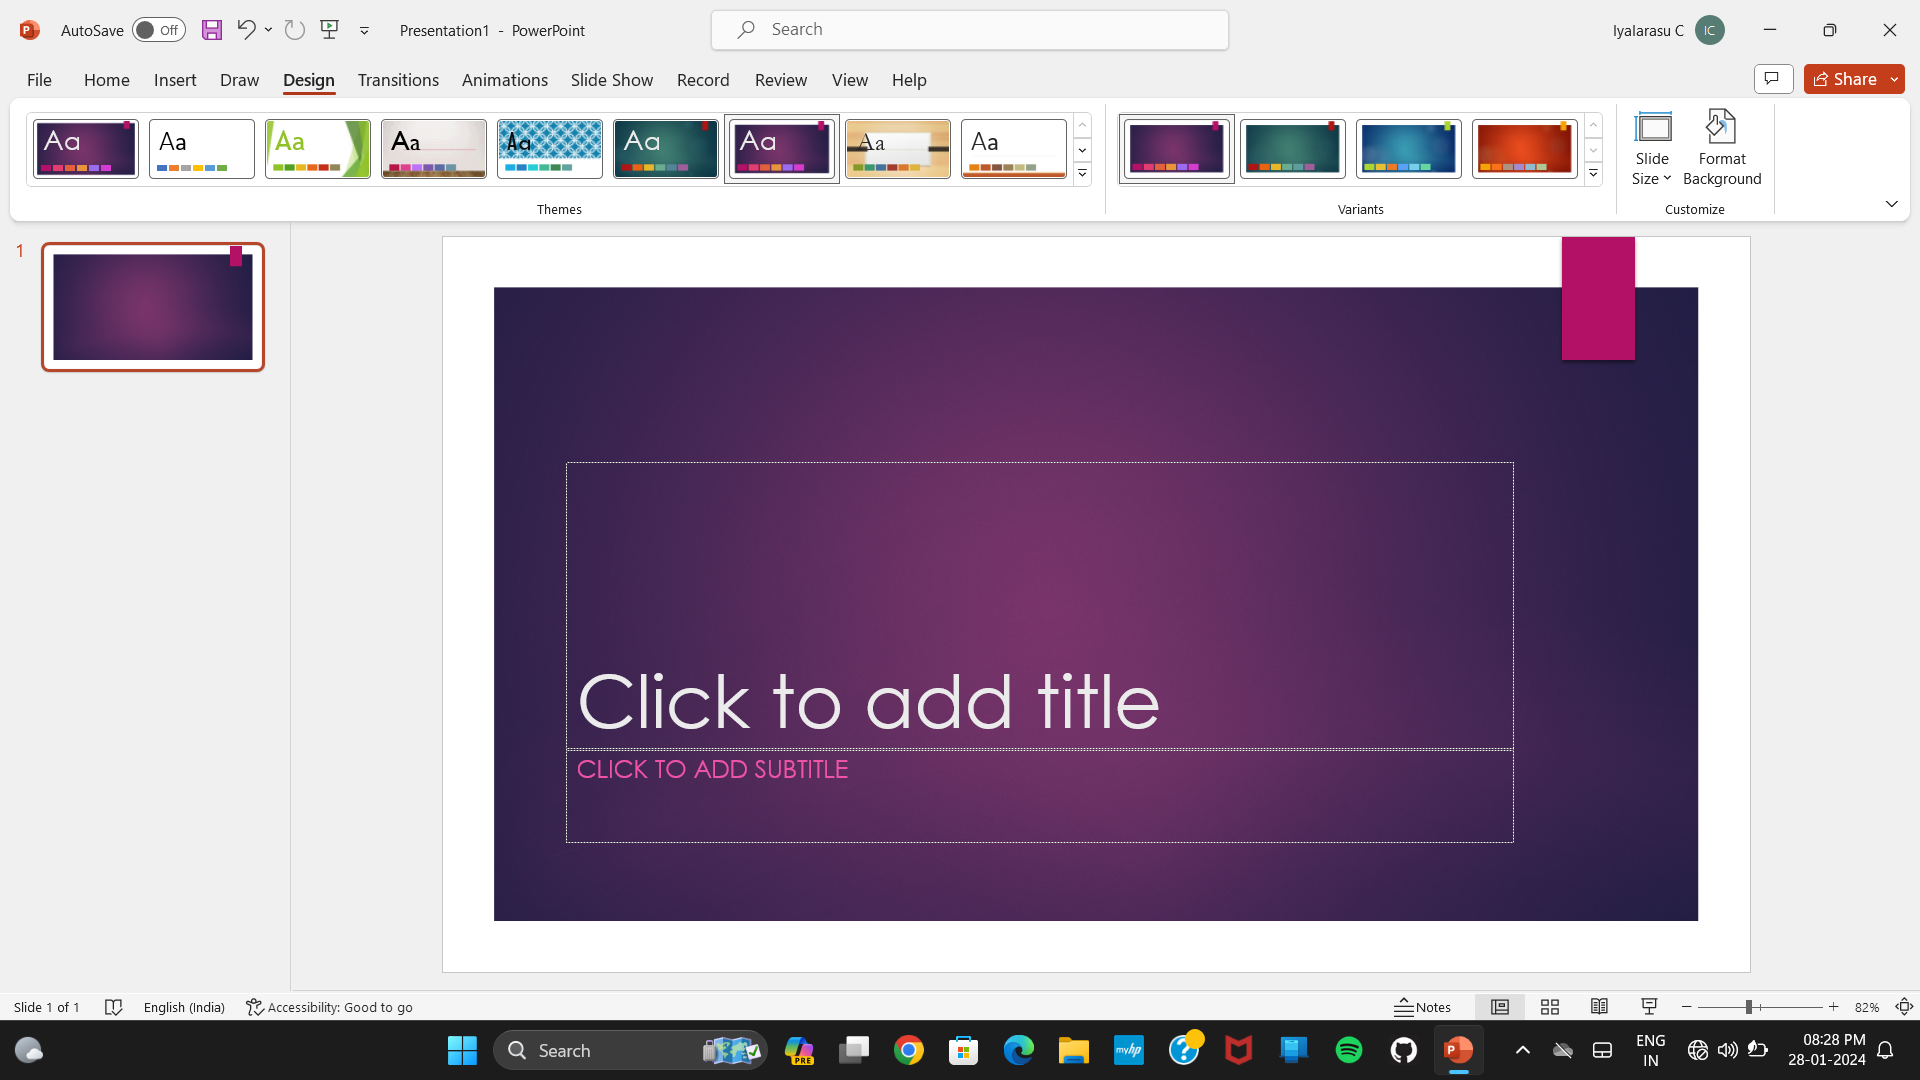 AutoSave Off Presentation1 - PowerPoint Search Iyalarasu C IC
File Home Insert Draw Design Transitions Animations Slide Show Record Review View Help Share
Aa Aa Aa Aa Aa Aa Aa Aa Aa
Slide Size Format Background
Themes Variants Customize
1
Click to add title
CLICK TO ADD SUBTITLE
Slide 1 of 1 English (India) Accessibility: Good to go Notes 82%
Search PRE myhp ENG 08:28 PM
IN 28-01-2024